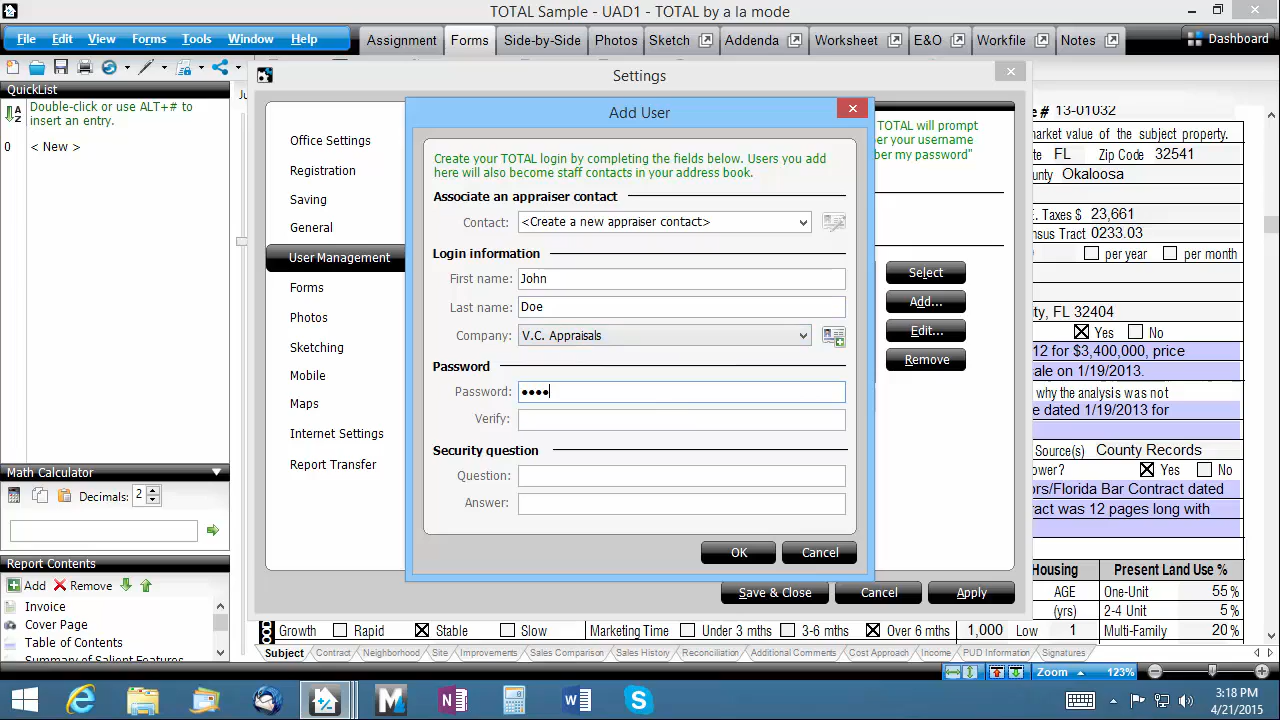 TOTAL Sample - UAD1 - TOTAL by a la mode
File Edit View Forms Tools Window Help
Assignment Forms Side-by-Side Photos Sketch Addenda Worksheet E&O Workfile Notes Dashboard
QuickList
Double-click or use ALT+# to
insert an entry.
0 < New >
Math Calculator
Decimals: 2
Report Contents
Add Remove
Invoice
Cover Page
Table of Contents
Summary of Salient Features
Settings
Office Settings
Registration
Saving
General
User Management
Forms
Photos
Sketching
Mobile
Maps
Internet Settings
Report Transfer
TOTAL will prompt
er your username
ber my password"
Select
Add...
Edit...
Remove
Save & Close Cancel Apply
Add User
Create your TOTAL login by completing the fields below. Users you add
here will also become staff contacts in your address book.
Associate an appraiser contact
Contact: <Create a new appraiser contact>
Login information
First name: John
Last name: Doe
Company: V.C. Appraisals
Password
Password: ●●●●
Verify:
Security question
Question:
Answer:
OK Cancel
# 13-01032
market value of the subject property.
te FL Zip Code 32541
unty Okaloosa
E. Taxes $ 23,661
nsus Tract 0233.03
per year per month
ity, FL 32404
Yes No
12 for $3,400,000, price
cale on 1/19/2013.
why the analysis was not
e dated 1/19/2013 for
Source(s) County Records
ower? Yes No
ors/Florida Bar Contract dated
ract was 12 pages long with
Housing Present Land Use %
AGE One-Unit 55 %
(yrs) 2-4 Unit 5 %
1,000 Low 1 Multi-Family 20 %
Growth Rapid Stable Slow Marketing Time Under 3 mths 3-6 mths Over 6 mths
Subject Contract Neighborhood Site Improvements Sales Comparison Sales History Reconciliation Additional Comments Cost Approach Income PUD Information Signatures
Zoom 123%
3:18 PM
4/21/2015